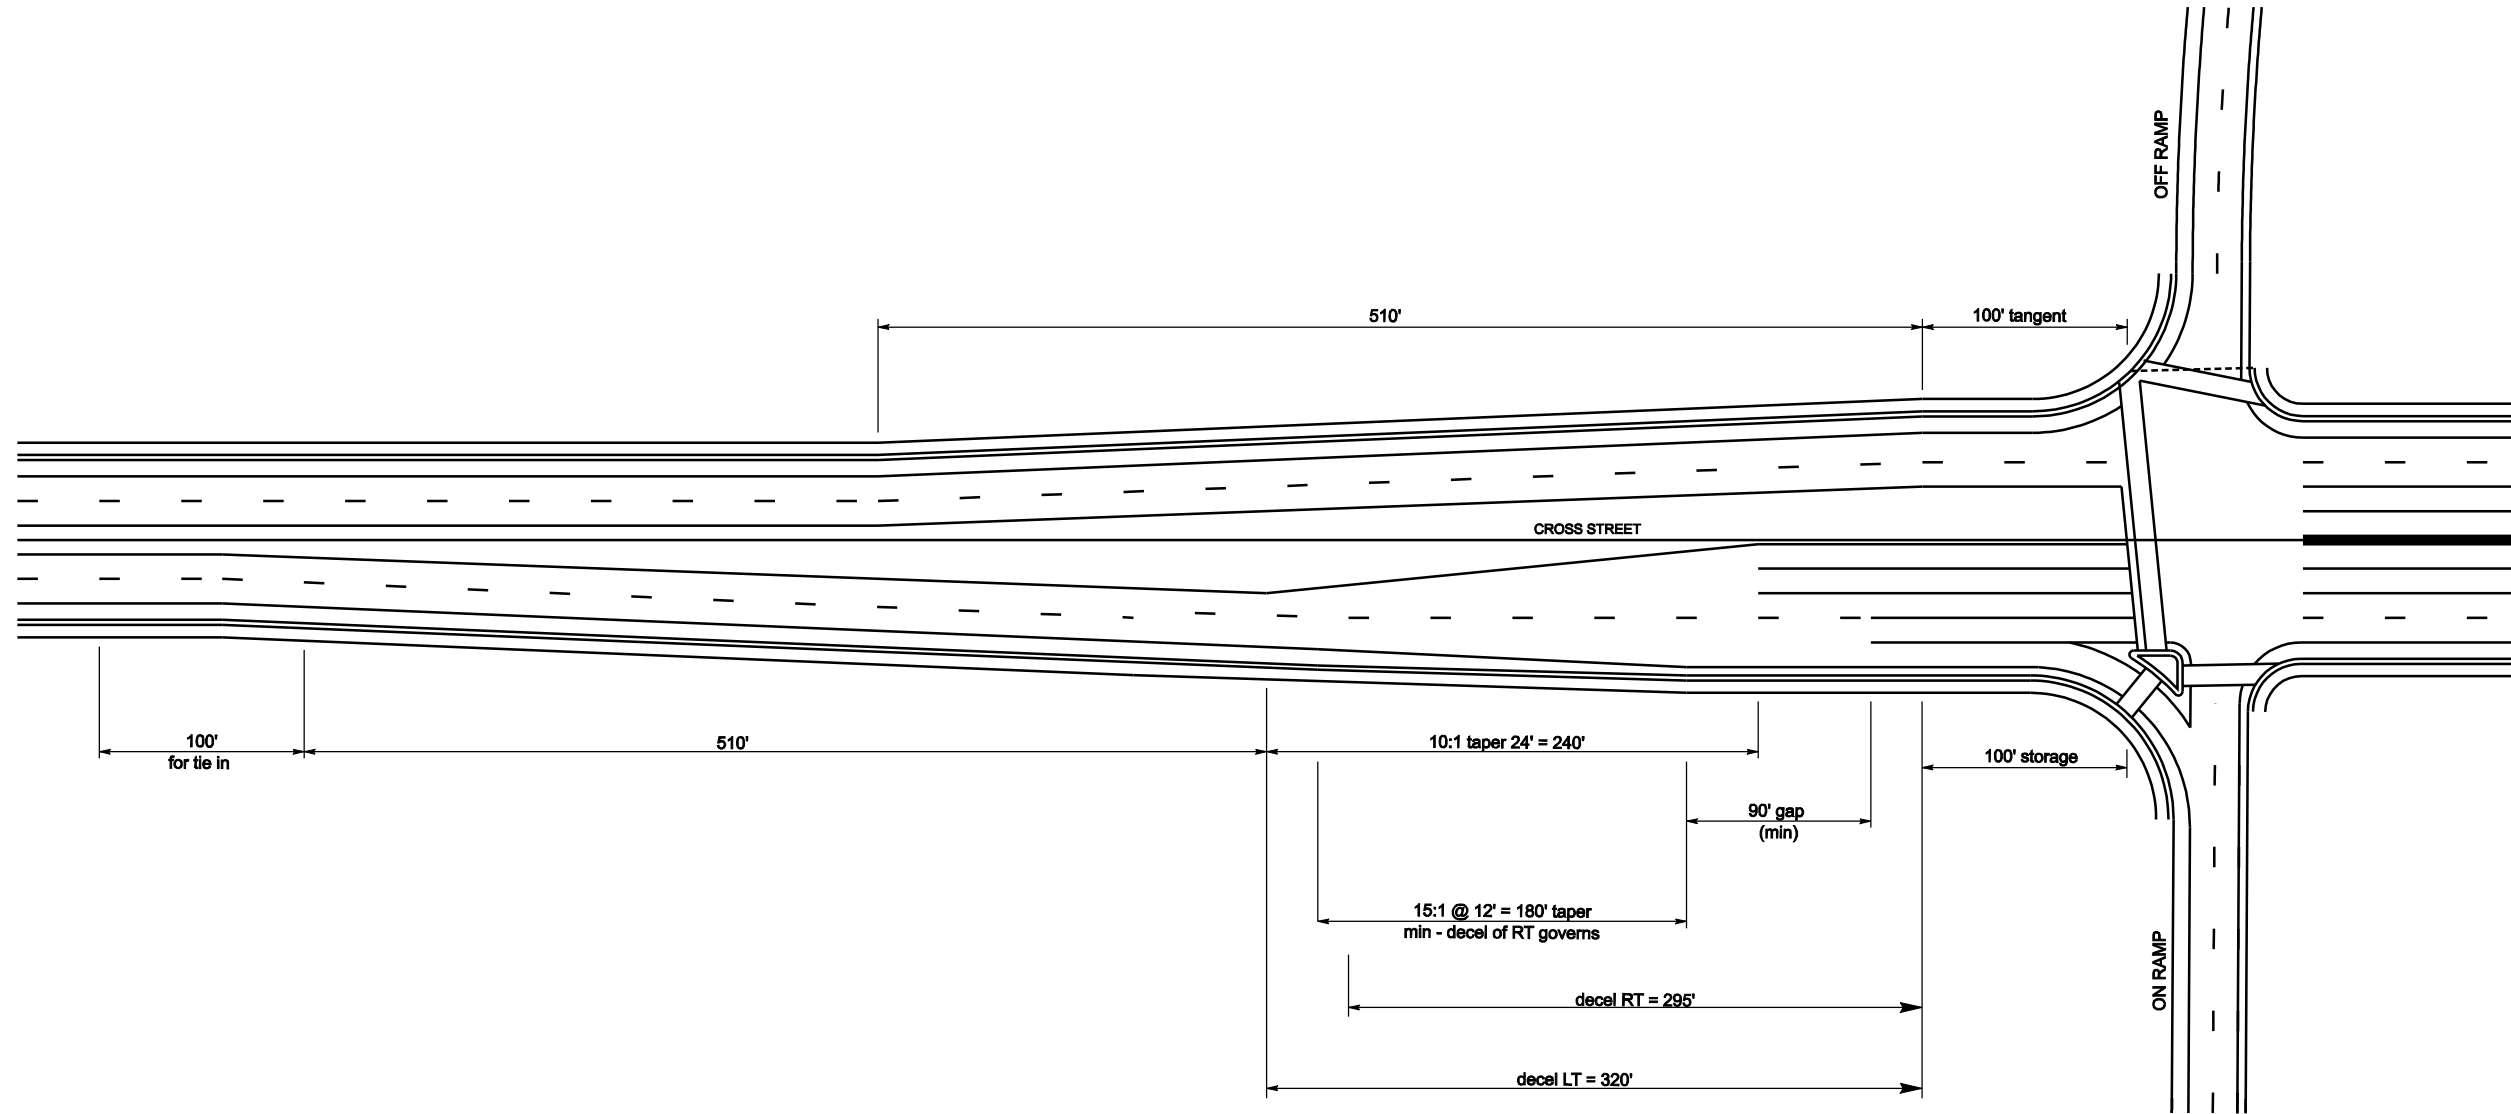 OFF RAMP
510'
100' tangent
CROSS STREET
100'
for tie in
510'
10:1 taper 24' = 240'
100' storage
90' gap
(min)
15:1 @ 12' = 180' taper
min - decel of RT governs
ON RAMP
decel RT = 295'
decel LT = 320'